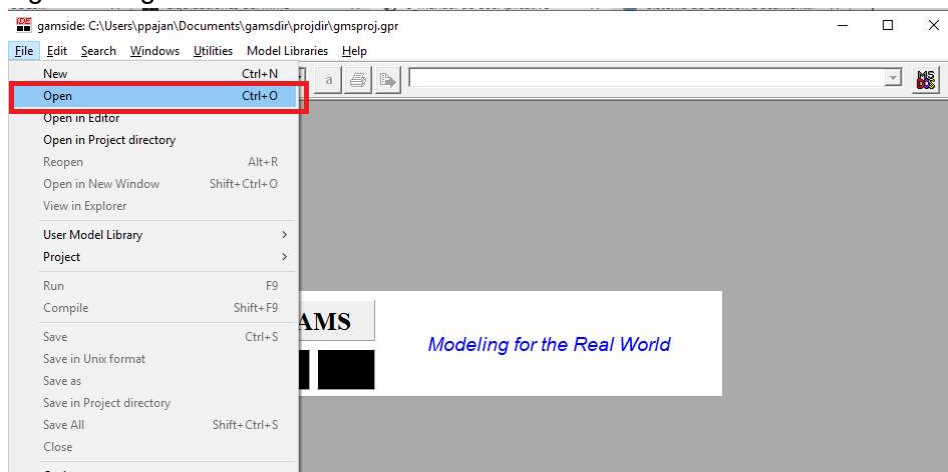 gamside: C:\Users\ppajan\Documents\gamsdir\projdir\gmsproj.gpr
File Edit Search Windows Utilities Model Libraries Help
New Ctrl+N
a
Open Ctrl+O
MS
DOS
Open in Editor
Open in Project directory
Reopen Alt+R
Open in New Window Shift+Ctrl+O
View in Explorer
User Model Library >
Project >
Run F9
Compile Shift+F9
AMS
Save Ctrl+S
Modeling for the Real World
Save in Unix format
Save as
Save in Project directory
Save All Shift+Ctrl+S
Close